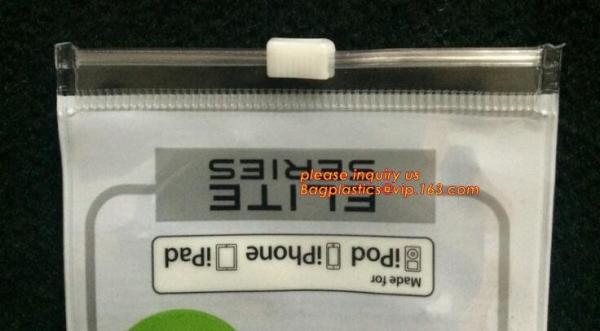 please inquiry us
Bagplastics@vip.163.com
Made for
iPod iPhone iPad
ELITE
SERIES